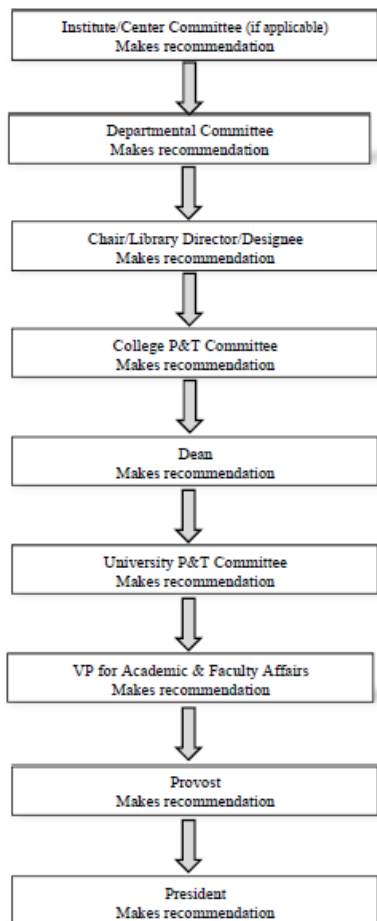 Institute/Center Committee (if applicable)
Makes recommendation
Departmental Committee
Makes recommendation
Chair/Library Director/Designee
Makes recommendation
College P&T Committee
Makes recommendation
Dean
Makes recommendation
University P&T Committee
Makes recommendation
VP for Academic & Faculty Affairs
Makes recommendation
Provost
Makes recommendation
President
Makes recommendation